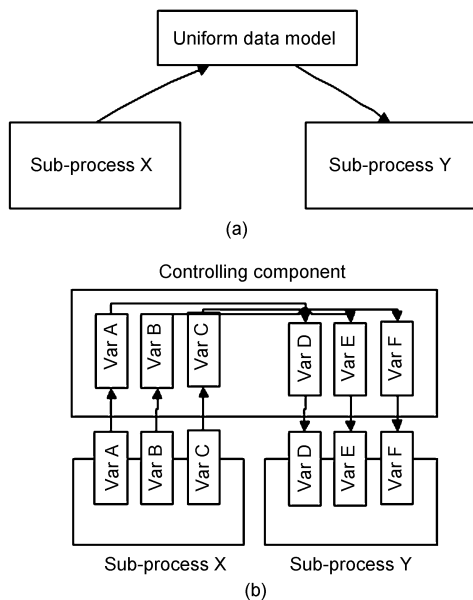 Uniform data model
Sub-process X
Sub-process Y
(a)
Controlling component
Var A
Var B
Var C
Var D
Var E
Var F
Var A
Var B
Var C
Var D
Var E
Var F
Sub-process X
Sub-process Y
(b)